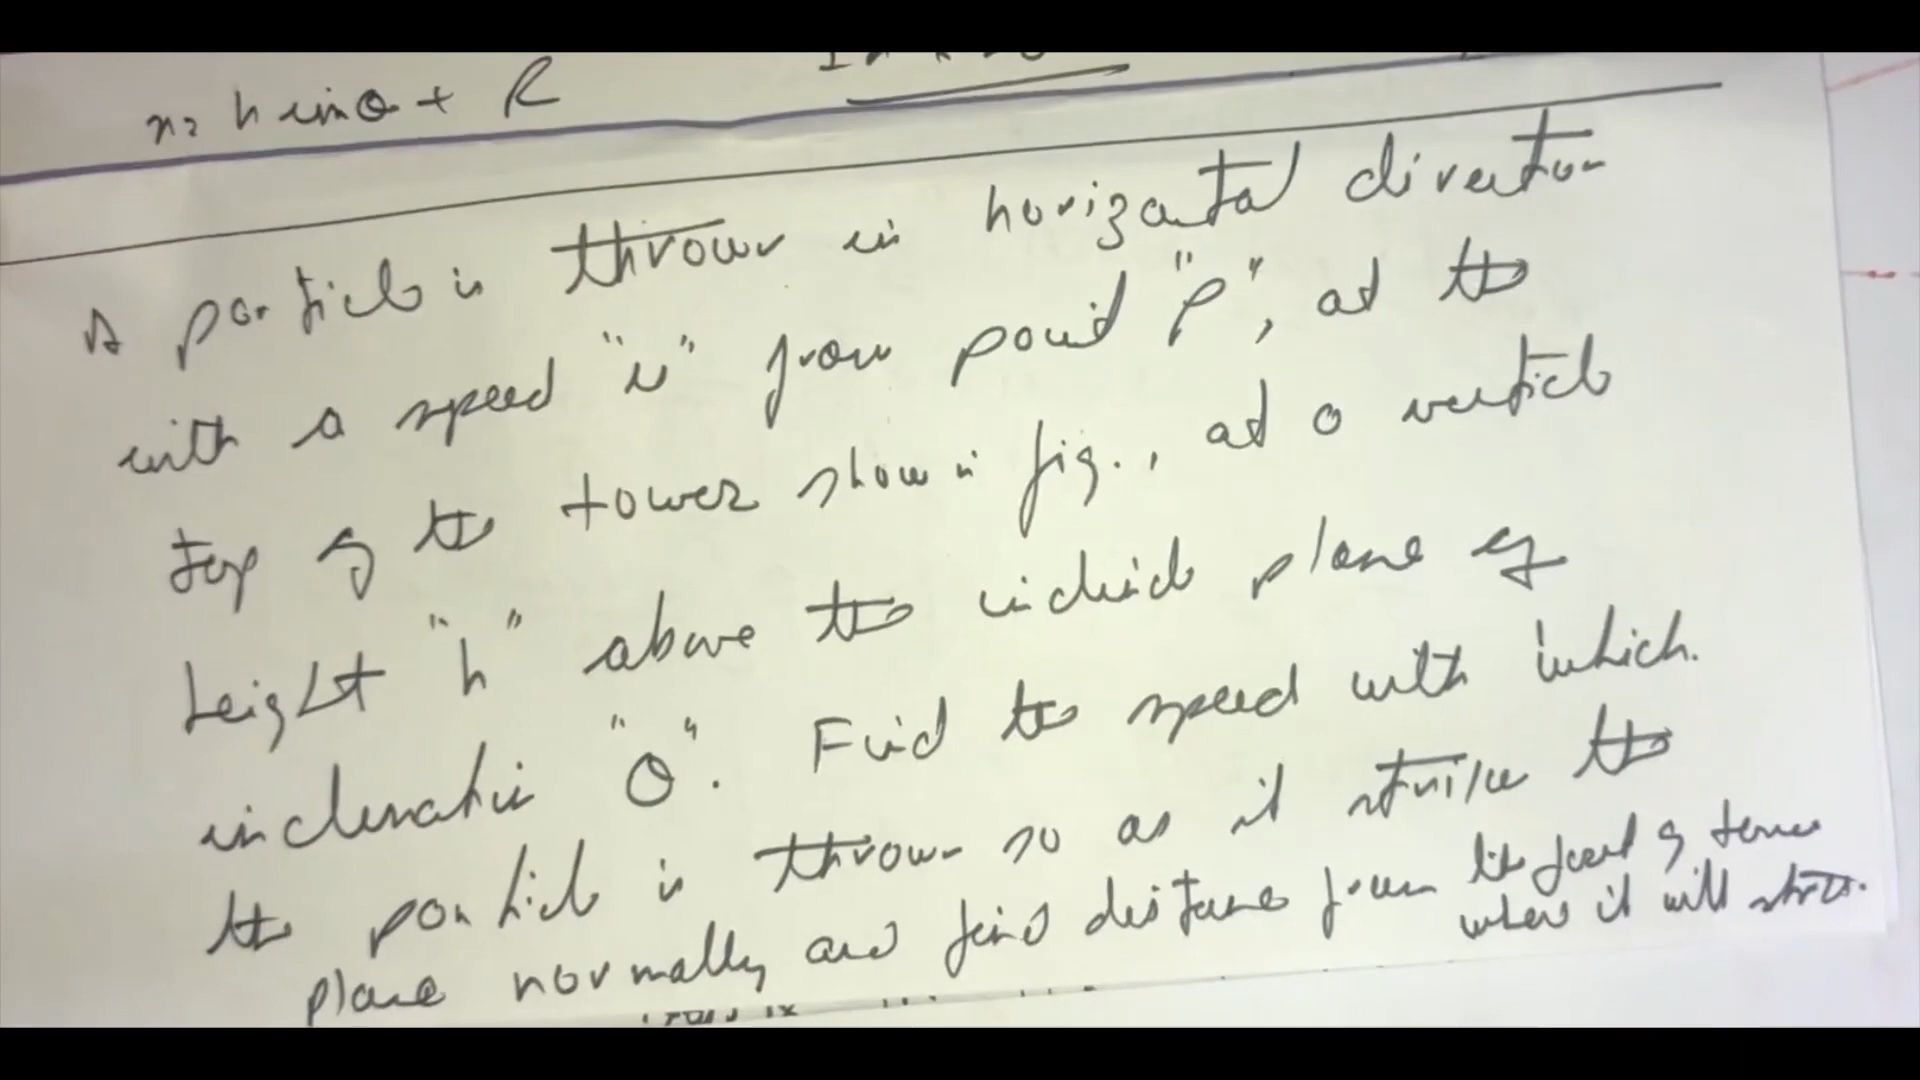 x = h sinθ + R
A particle is thrown in horizontal direction
with a speed "u" from point "P", at the
top of the tower shown in fig., at a verticle
height "h" above the inclined plane of
inclination "θ". Find the speed with which
the particle is thrown so as it strike the
plane normally and find distance from the foot of tower
where it will strike.